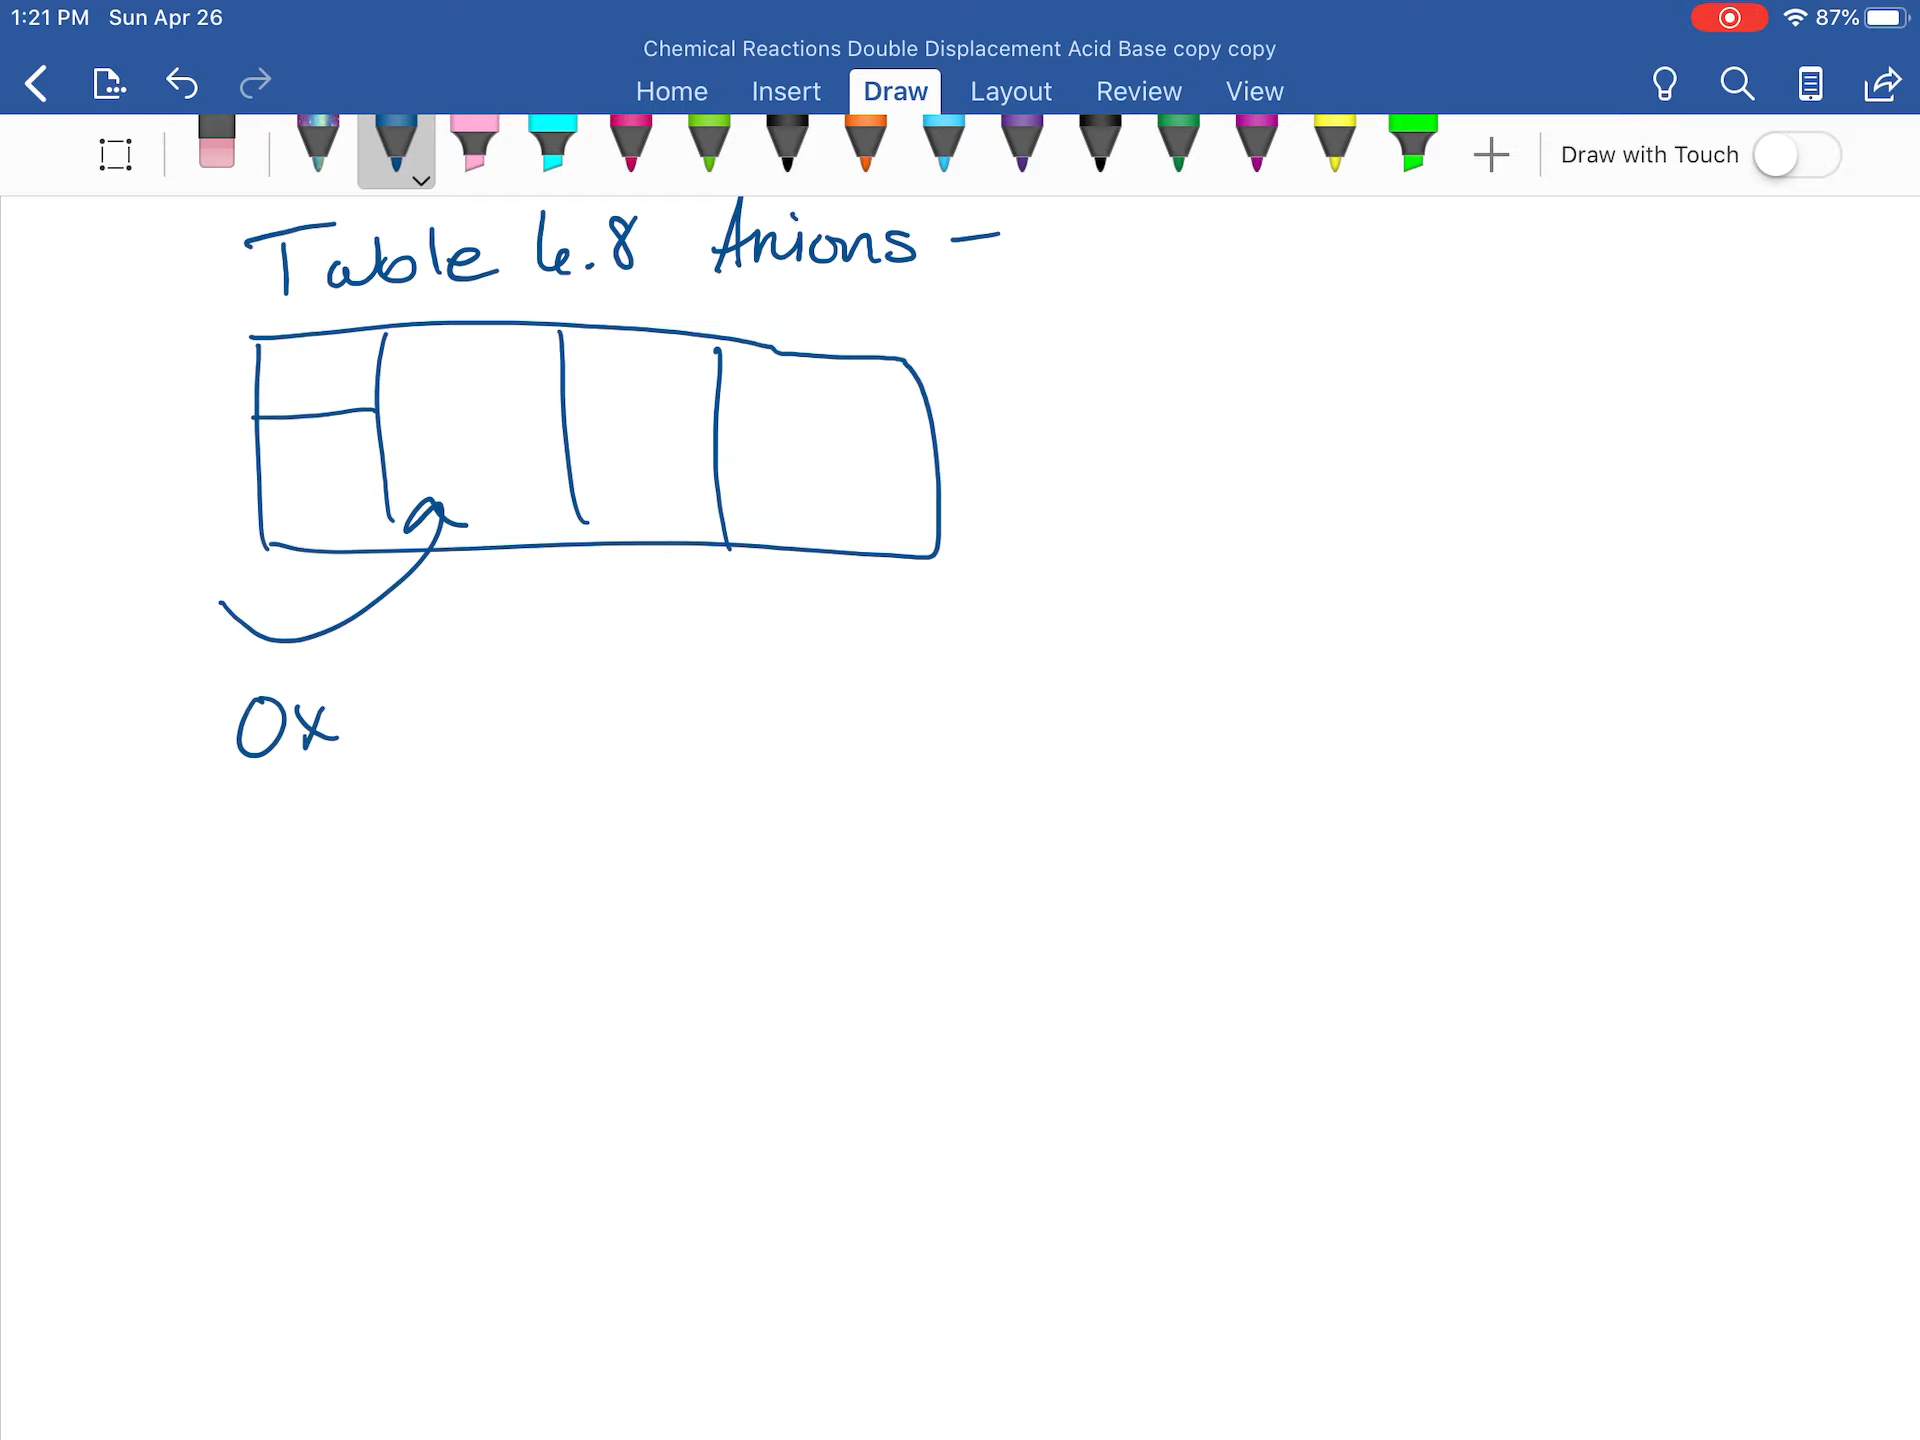 1:21 PM Sun Apr 26
87%
Chemical Reactions Double Displacement Acid Base copy copy
Home Insert Draw Layout Review View
Draw with Touch
Table 6.8 Anions –
Ox